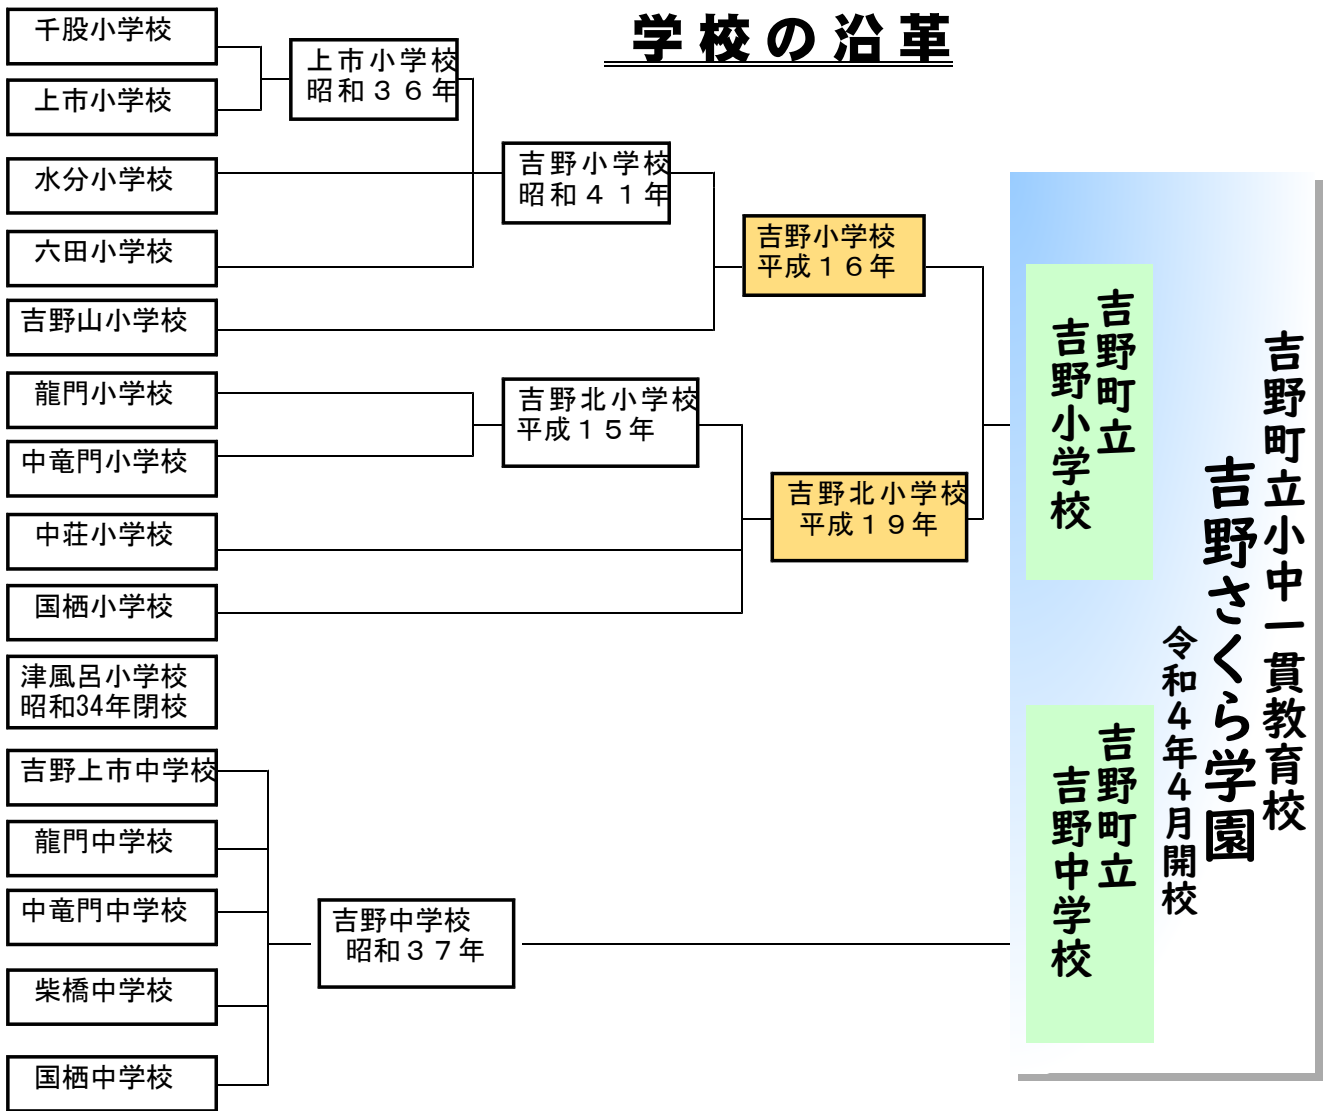 学校の沿革
千股小学校
上市小学校
水分小学校
六田小学校
吉野山小学校
龍門小学校
中竜門小学校
中荘小学校
国栖小学校
津風呂小学校
昭和34年閉校
吉野上市中学校
龍門中学校
中竜門中学校
柴橋中学校
国栖中学校
上市小学校
昭和３６年
吉野小学校
昭和４１年
吉野北小学校
平成１５年
吉野中学校
昭和３７年
吉野小学校
平成１６年
吉野北小学校
平成１９年
吉野町立小中一貫教育校
吉野さくら学園
令和４年４月開校
吉野町立
吉野小学校
吉野町立
吉野中学校